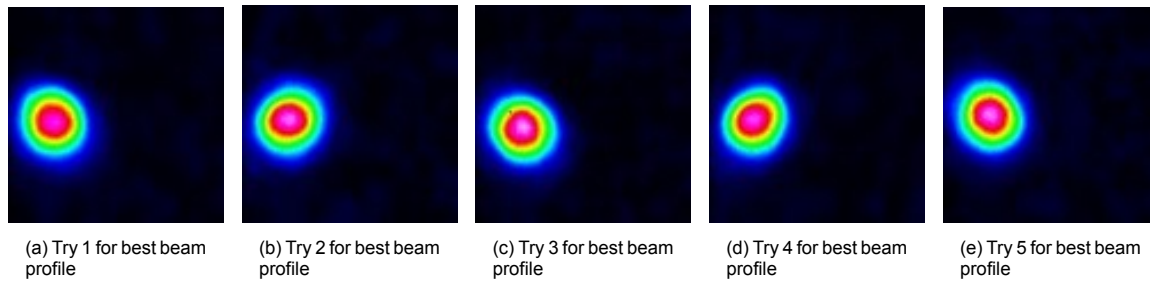 (a) Try 1 for best beam
profile
(b) Try 2 for best beam
profile
(c) Try 3 for best beam
profile
(d) Try 4 for best beam
profile
(e) Try 5 for best beam
profile